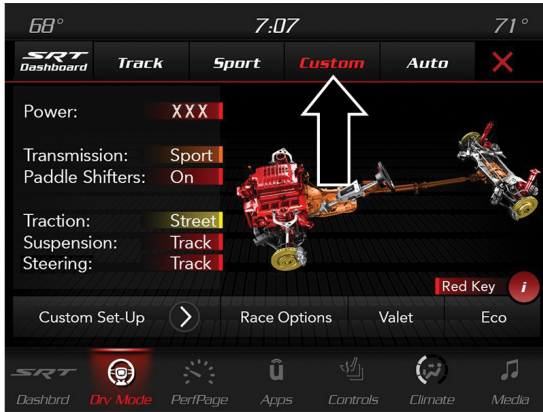 68° 7:07 71°
SRT Dashboard Track Sport Custom Auto X
Power: XXX
Transmission: Sport
Paddle Shifters: On
Traction: Street
Suspension: Track
Steering: Track
Red Key i
Custom Set-Up > Race Options Valet Eco
SRT
Dashbrd Drv Mode PerfPage Apps Controls Climate Media